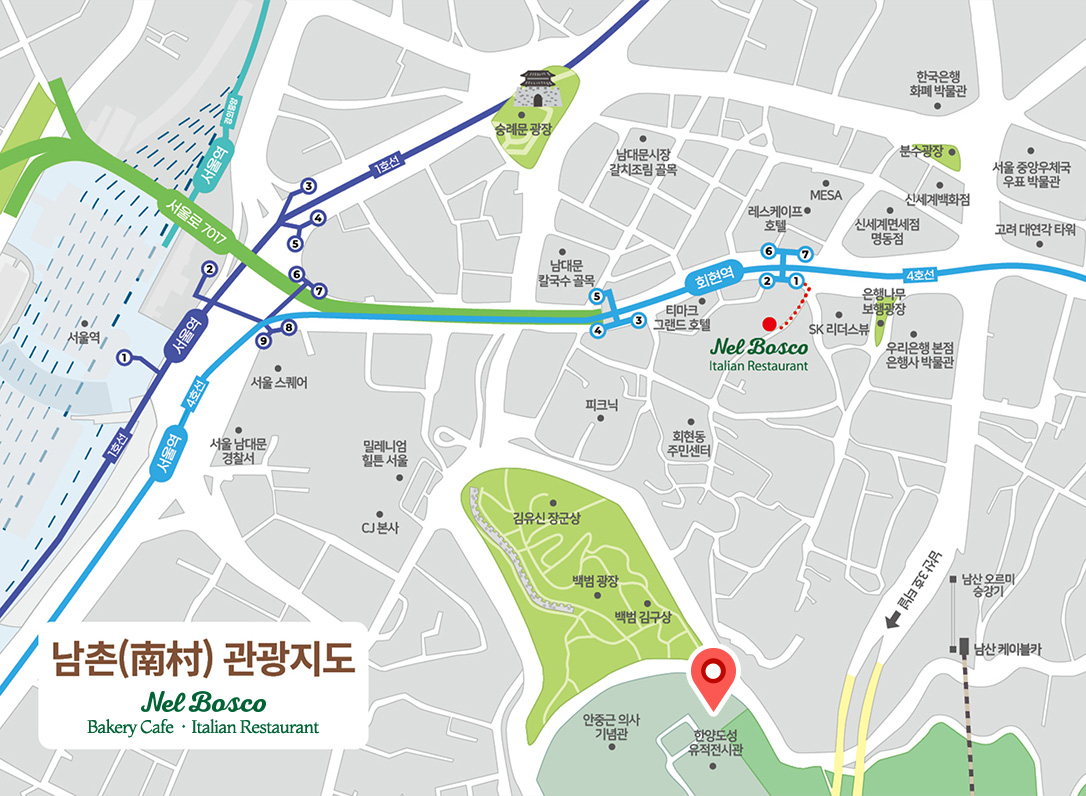 경의중앙
서울역
서울로 7017
1호선
숭례문 광장
한국은행
화폐 박물관
남대문시장
갈치조림 골목
분수광장
서울 중앙우체국
우표 박물관
MESA
신세계백화점
레스케이프
호텔
신세계면세점
명동점
고려 대연각 타워
3
4
5
2
6
7
8
9
1
남대문
칼국수 골목
5
4
3
회현역
6
7
2
1
4호선
티마크
그랜드 호텔
은행나무
보행광장
SK 리더스뷰
Nel Bosco
Italian Restaurant
우리은행 본점
은행사 박물관
서울역
서울역
서울 스퀘어
4호선
1호선
서울역
서울 남대문
경찰서
밀레니엄
힐튼 서울
CJ 본사
피크닉
회현동
주민센터
김유신 장군상
백범 광장
백범 김구상
남산 3호 터널
남산 오르미
승강기
남산 케이블카
안중근 의사
기념관
한양도성
유적전시관
남촌(南村) 관광지도
Nel Bosco
Bakery Cafe · Italian Restaurant